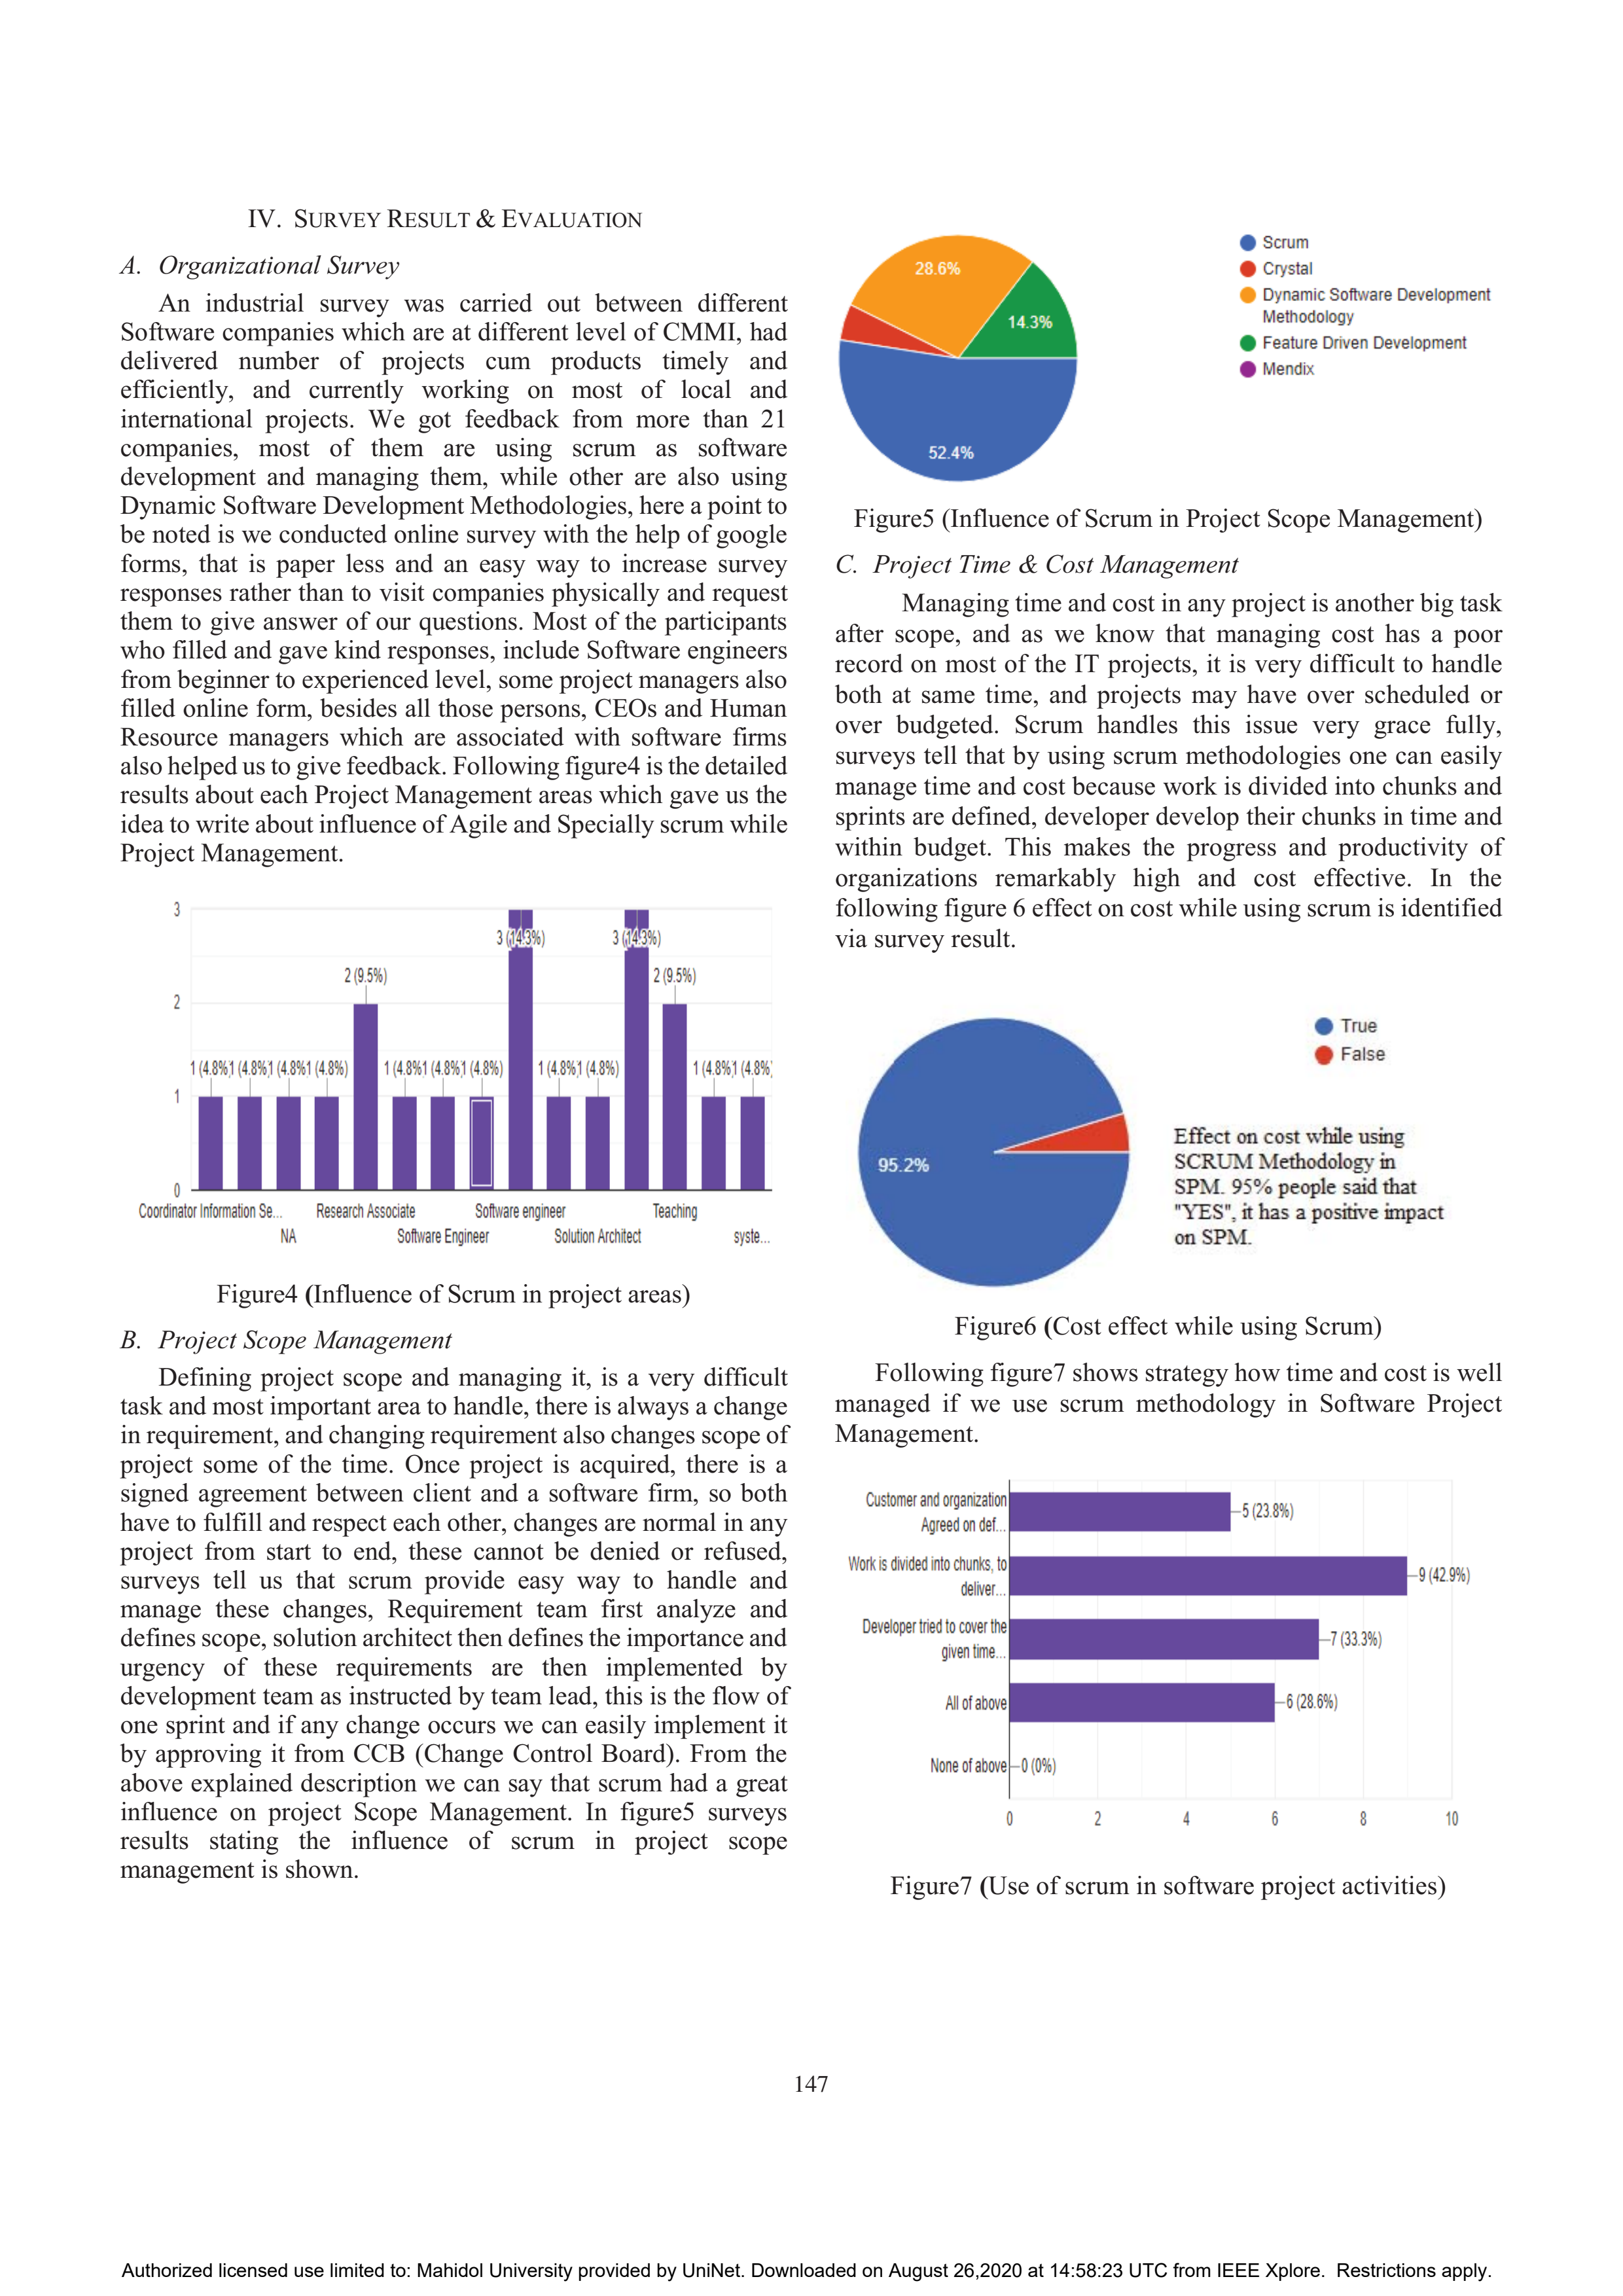 IV. SURVEY RESULT & EVALUATION
A. Organizational Survey
An industrial survey was carried out between different
Software companies which are at different level of CMMI, had
delivered number of projects cum products timely and
efficiently, and currently working on most of local and
international projects. We got feedback from more than 21
companies, most of them are using scrum as software
development and managing them, while other are also using
Dynamic Software Development Methodologies, here a point to
be noted is we conducted online survey with the help of google
forms, that is paper less and an easy way to increase survey
responses rather than to visit companies physically and request
them to give answer of our questions. Most of the participants
who filled and gave kind responses, include Software engineers
from beginner to experienced level, some project managers also
filled online form, besides all those persons, CEOs and Human
Resource managers which are associated with software firms
also helped us to give feedback. Following figure4 is the detailed
results about each Project Management areas which gave us the
idea to write about influence of Agile and Specially scrum while
Project Management.
3
3 (14.3%) 3 (14.3%)
2 (9.5%) 2 (9.5%)
2
1 (4.8%1 (4.8%1 (4.8%1 (4.8%) 1 (4.8%1 (4.8%1 (4.8%) 1 (4.8%1 (4.8%) 1 (4.8%1 (4.8%
1
0
Coordinator Information Se... Research Associate Software engineer Teaching
NA Software Engineer Solution Architect syste...
Figure4 (Influence of Scrum in project areas)
B. Project Scope Management
Defining project scope and managing it, is a very difficult
task and most important area to handle, there is always a change
in requirement, and changing requirement also changes scope of
project some of the time. Once project is acquired, there is a
signed agreement between client and a software firm, so both
have to fulfill and respect each other, changes are normal in any
project from start to end, these cannot be denied or refused,
surveys tell us that scrum provide easy way to handle and
manage these changes, Requirement team first analyze and
defines scope, solution architect then defines the importance and
urgency of these requirements are then implemented by
development team as instructed by team lead, this is the flow of
one sprint and if any change occurs we can easily implement it
by approving it from CCB (Change Control Board). From the
above explained description we can say that scrum had a great
influence on project Scope Management. In figure5 surveys
results stating the influence of scrum in project scope
management is shown.
28.6%
14.3%
52.4%
Scrum
Crystal
Dynamic Software Development
Methodology
Feature Driven Development
Mendix
Figure5 (Influence of Scrum in Project Scope Management)
C. Project Time & Cost Management
Managing time and cost in any project is another big task
after scope, and as we know that managing cost has a poor
record on most of the IT projects, it is very difficult to handle
both at same time, and projects may have over scheduled or
over budgeted. Scrum handles this issue very grace fully,
surveys tell that by using scrum methodologies one can easily
manage time and cost because work is divided into chunks and
sprints are defined, developer develop their chunks in time and
within budget. This makes the progress and productivity of
organizations remarkably high and cost effective. In the
following figure 6 effect on cost while using scrum is identified
via survey result.
95.2%
True
False
Effect on cost while using
SCRUM Methodology in
SPM. 95% people said that
"YES", it has a positive impact
on SPM.
Figure6 (Cost effect while using Scrum)
Following figure7 shows strategy how time and cost is well
managed if we use scrum methodology in Software Project
Management.
Customer and organization
Agreed on def...
5 (23.8%)
Work is divided into chunks, to
deliver...
9 (42.9%)
Developer tried to cover the
given time...
7 (33.3%)
All of above 6 (28.6%)
None of above 0 (0%)
0 2 4 6 8 10
Figure7 (Use of scrum in software project activities)
147
Authorized licensed use limited to: Mahidol University provided by UniNet. Downloaded on August 26,2020 at 14:58:23 UTC from IEEE Xplore. Restrictions apply.